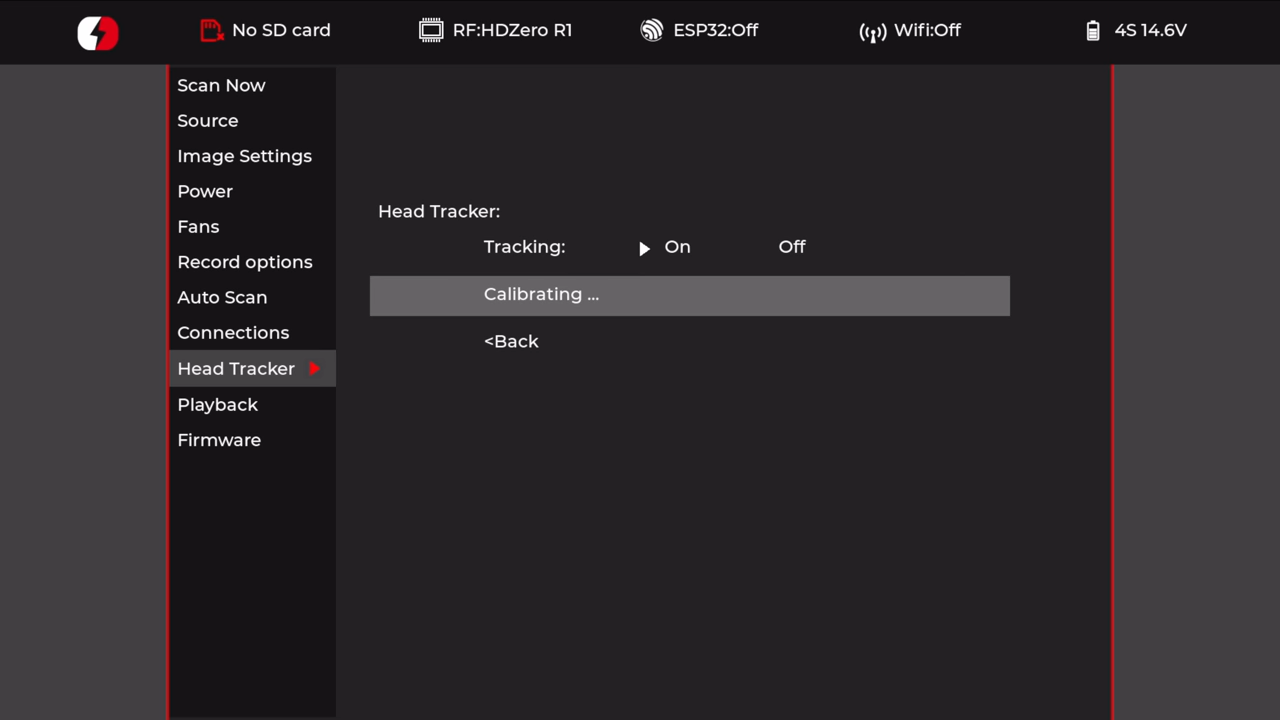 No SD card
RF:HDZero R1
ESP32:Off
Wifi:Off
4S 14.6V
Scan Now
Source
Image Settings
Power
Fans
Record options
Auto Scan
Connections
Head Tracker
Playback
Firmware
Head Tracker:
Tracking: On Off
Calibrating ...
<Back